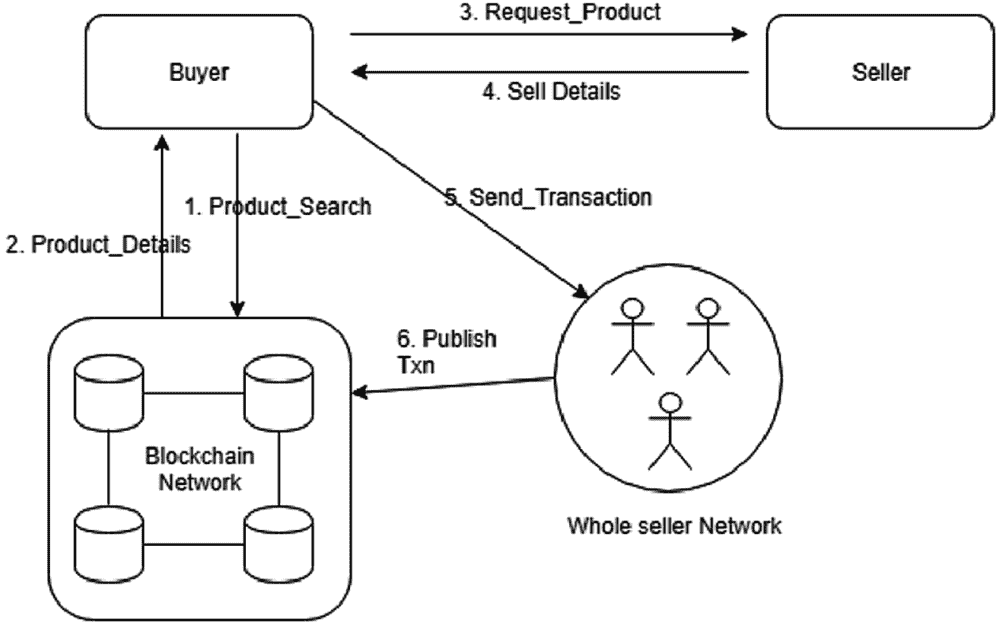 3. Request_Product
Buyer
Seller
4. Sell Details
1. Product_Search
5. Send_Transaction
2. Product_Details
6. Publish
Txn
Blockchain
Network
Whole seller Network